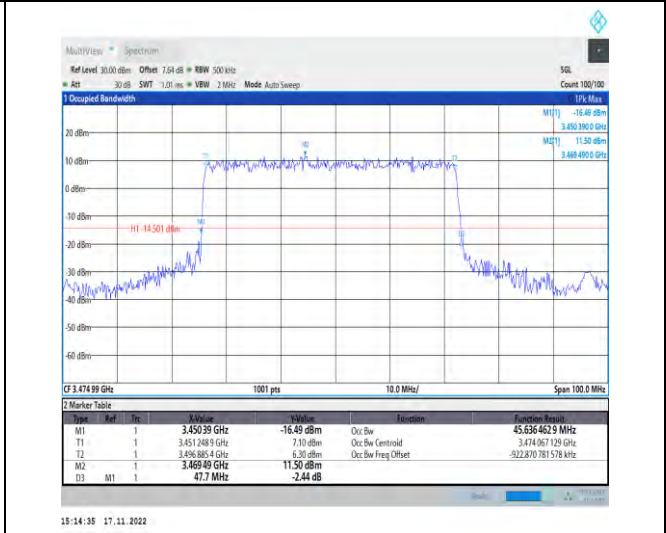 MultiView Spectrum
Ref Level 30.00 dBm Offset 7.64 dB RBW 500 kHz SGL
Att 30 dB SWT 1.01 ms VBW 2 MHz Mode Auto Sweep Count 100/100
1 Occupied Bandwidth 1Pk Max
M1[1] -16.49 dBm
3.450 390 0 GHz
M2[1] 11.50 dBm
3.469 490 0 GHz
20 dBm
M2
10 dBm
T1
0 dBm
-10 dBm
M1
H1 -14.501 dBm
-30 dBm
-40 dBm
-50 dBm
-60 dBm
CF 3.474 99 GHz 1001 pts 10.0 MHz/ Span 100.0 MHz
2 Marker Table
Type Ref Trc X-Value Y-Value Function Function Result
M1 1 3.450 39 GHz -16.49 dBm Occ Bw 45.636 462 9 MHz
T1 1 3.451 248 9 GHz 7.10 dBm Occ Bw Centroid 3.474 067 129 GHz
T2 1 3.496 885 4 GHz 6.30 dBm Occ Bw Freq Offset -922.870 781 578 kHz
M2 1 3.469 49 GHz 11.50 dBm
D3 M1 1 47.7 MHz -2.44 dB
15:14:35 17.11.2022